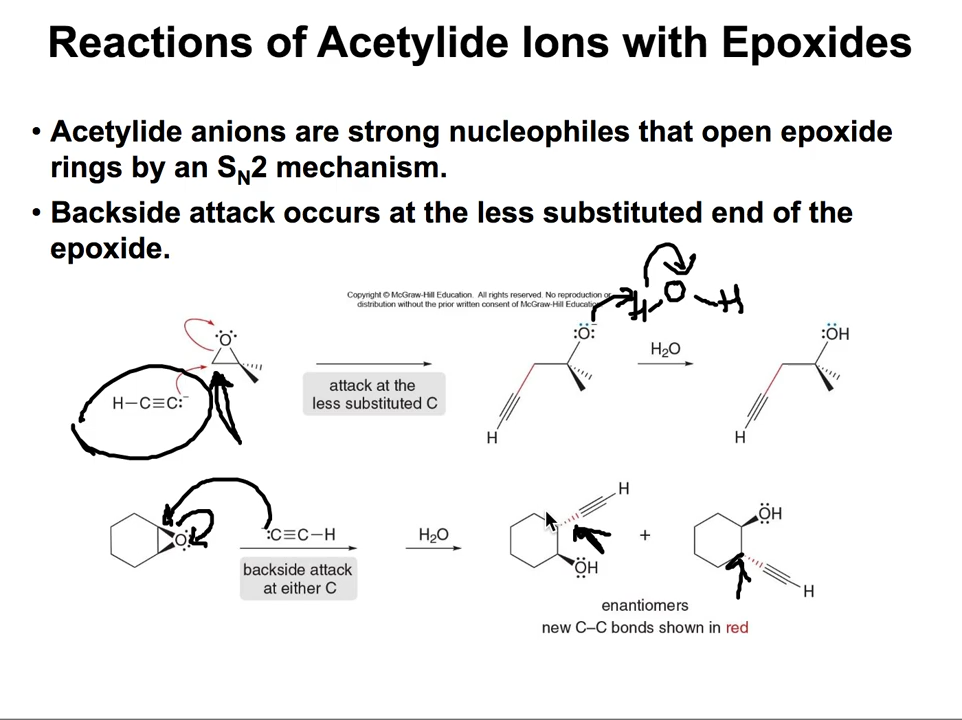 Reactions of Acetylide Ions with Epoxides
• Acetylide anions are strong nucleophiles that open epoxide
rings by an SN2 mechanism.
• Backside attack occurs at the less substituted end of the
epoxide.
Copyright © McGraw-Hill Education. All rights reserved. No reproduction or
distribution without the prior written consent of McGraw-Hill Education.
H O H
:O:
H–C≡C:⁻
attack at the
less substituted C
:Ö:⁻
H
H₂O
:ÖH
H
O:
⁻:C≡C–H
backside attack
at either C
H₂O
H
ÖH
+
ÖH
H
enantiomers
new C–C bonds shown in red